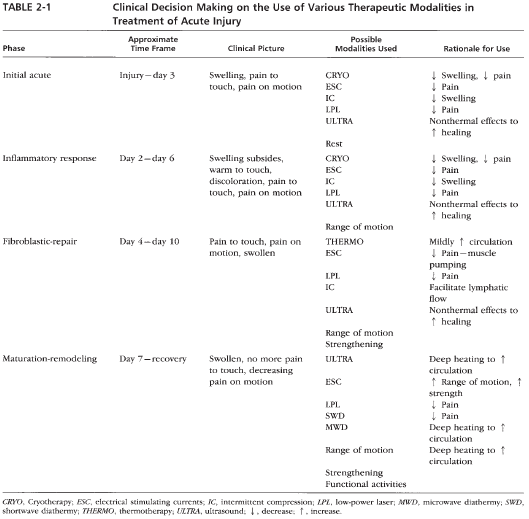 TABLE 2-1 Clinical Decision Making on the Use of Various Therapeutic Modalities in
Treatment of Acute Injury
Phase Approximate Time Frame Clinical Picture Possible Modalities Used Rationale for Use
Initial acute Injury—day 3 Swelling, pain to CRYO ↓ Swelling, ↓ pain
touch, pain on motion ESC ↓ Pain
IC ↓ Swelling
LPL ↓ Pain
ULTRA Nonthermal effects to
↑ healing
Rest
Inflammatory response Day 2—day 6 Swelling subsides, CRYO ↓ Swelling, ↓ pain
warm to touch, ESC ↓ Pain
discoloration, pain to IC ↓ Swelling
touch, pain on motion LPL ↓ Pain
ULTRA Nonthermal effects to
↑ healing
Range of motion
Fibroblastic-repair Day 4—day 10 Pain to touch, pain on THERMO Mildly ↑ circulation
motion, swollen ESC ↓ Pain—muscle
pumping
LPL ↓ Pain
IC Facilitate lymphatic
flow
ULTRA Nonthermal effects to
↑ healing
Range of motion
Strengthening
Maturation-remodeling Day 7—recovery Swollen, no more pain ULTRA Deep heating to ↑
to touch, decreasing circulation
pain on motion ESC ↑ Range of motion, ↑
strength
LPL ↓ Pain
SWD ↓ Pain
MWD Deep heating to ↑
circulation
Range of motion Deep heating to ↑
circulation
Strengthening
Functional activities
CRYO, Cryotherapy; ESC, electrical stimulating currents; IC, intermittent compression; LPL, low-power laser; MWD, microwave diathermy; SWD,
shortwave diathermy; THERMO, thermotherapy; ULTRA, ultrasound; ↓, decrease; ↑, increase.